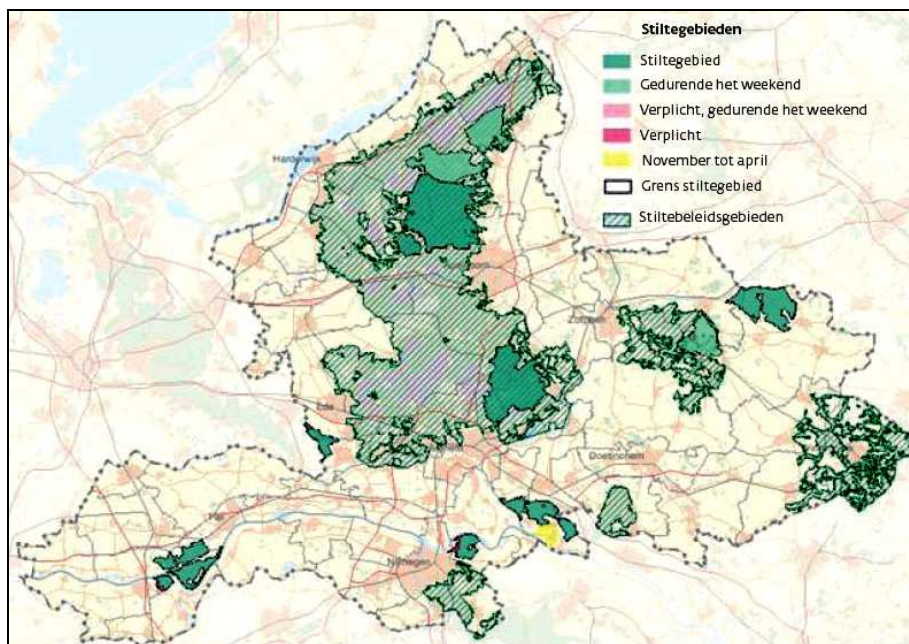 Stiltegebieden
Stiltegebied
Gedurende het weekend
Verplicht, gedurende het weekend
Verplicht
November tot april
Grens stiltegebied
Stiltebeleidsgebieden
Harderwijk
Zutphen
Ede
Doetinchem
Tiel
Nijmegen